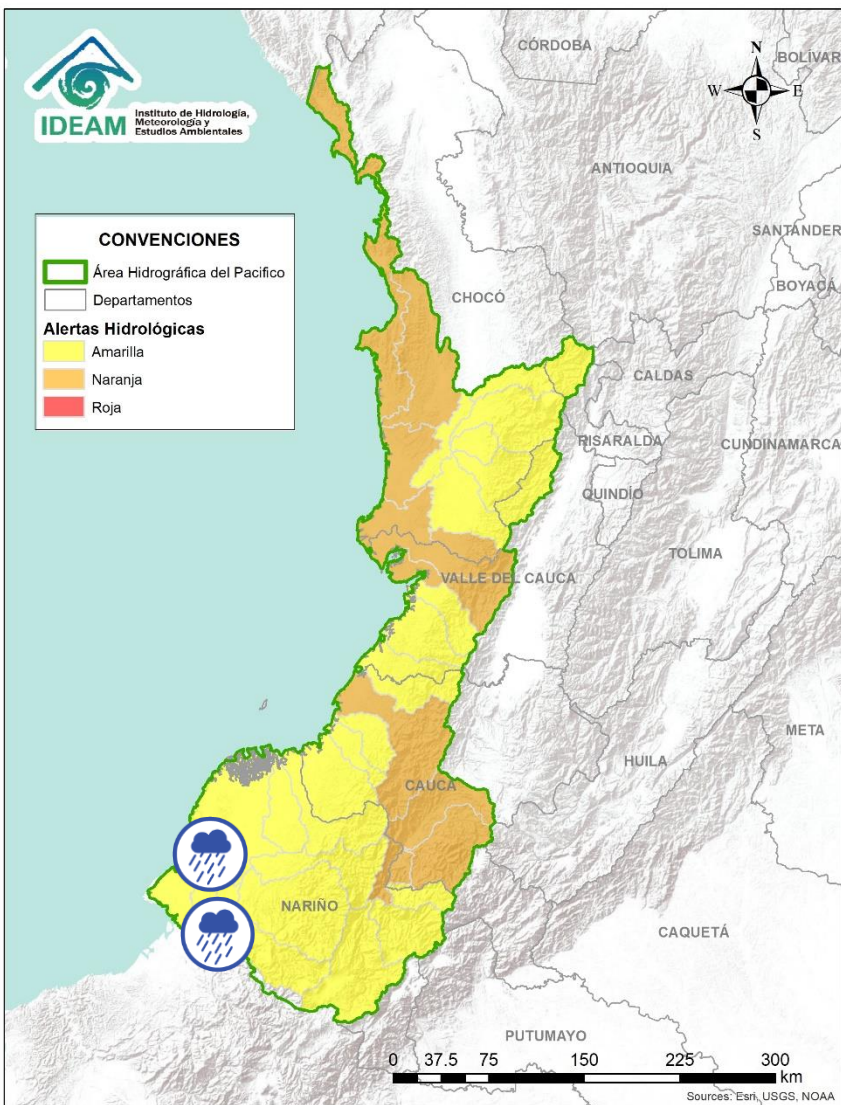 IDEAM
Instituto de Hidrología,
Meteorología y
Estudios Ambientales
CÓRDOBA
N
BOLÍVAR
W
E
S
ANTIOQUIA
CONVENCIONES
Área Hidrográfica del Pacifico
Departamentos
Alertas Hidrológicas
Amarilla
Naranja
Roja
SANTANDER
BOYACÁ
CHOCÓ
CALDAS
RISARALDA
CUNDINAMARCA
QUINDÍO
TOLIMA
VALLE DEL CAUCA
META
HUILA
CAUCA
NARIÑO
CAQUETÁ
PUTUMAYO
0 37.5 75 150 225 300
km
Sources: Esri, USGS, NOAA